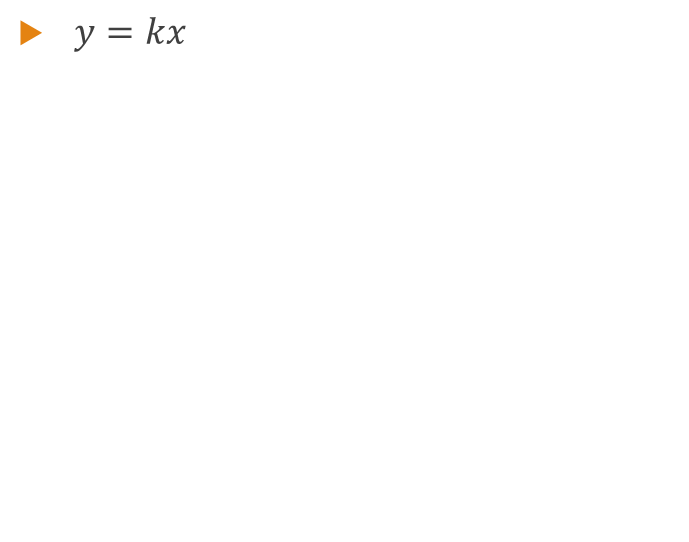 y = kx